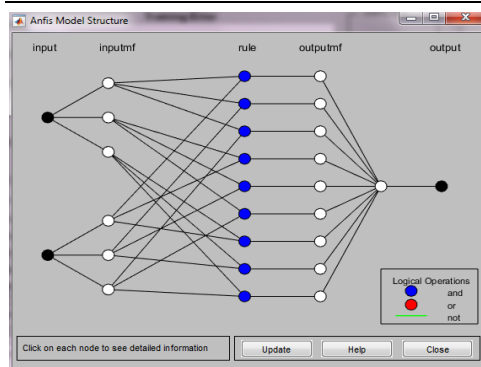 Anfis Model Structure
input inputmf rule outputmf output
Logical Operations
and
or
not
Click on each node to see detailed information
Update Help Close